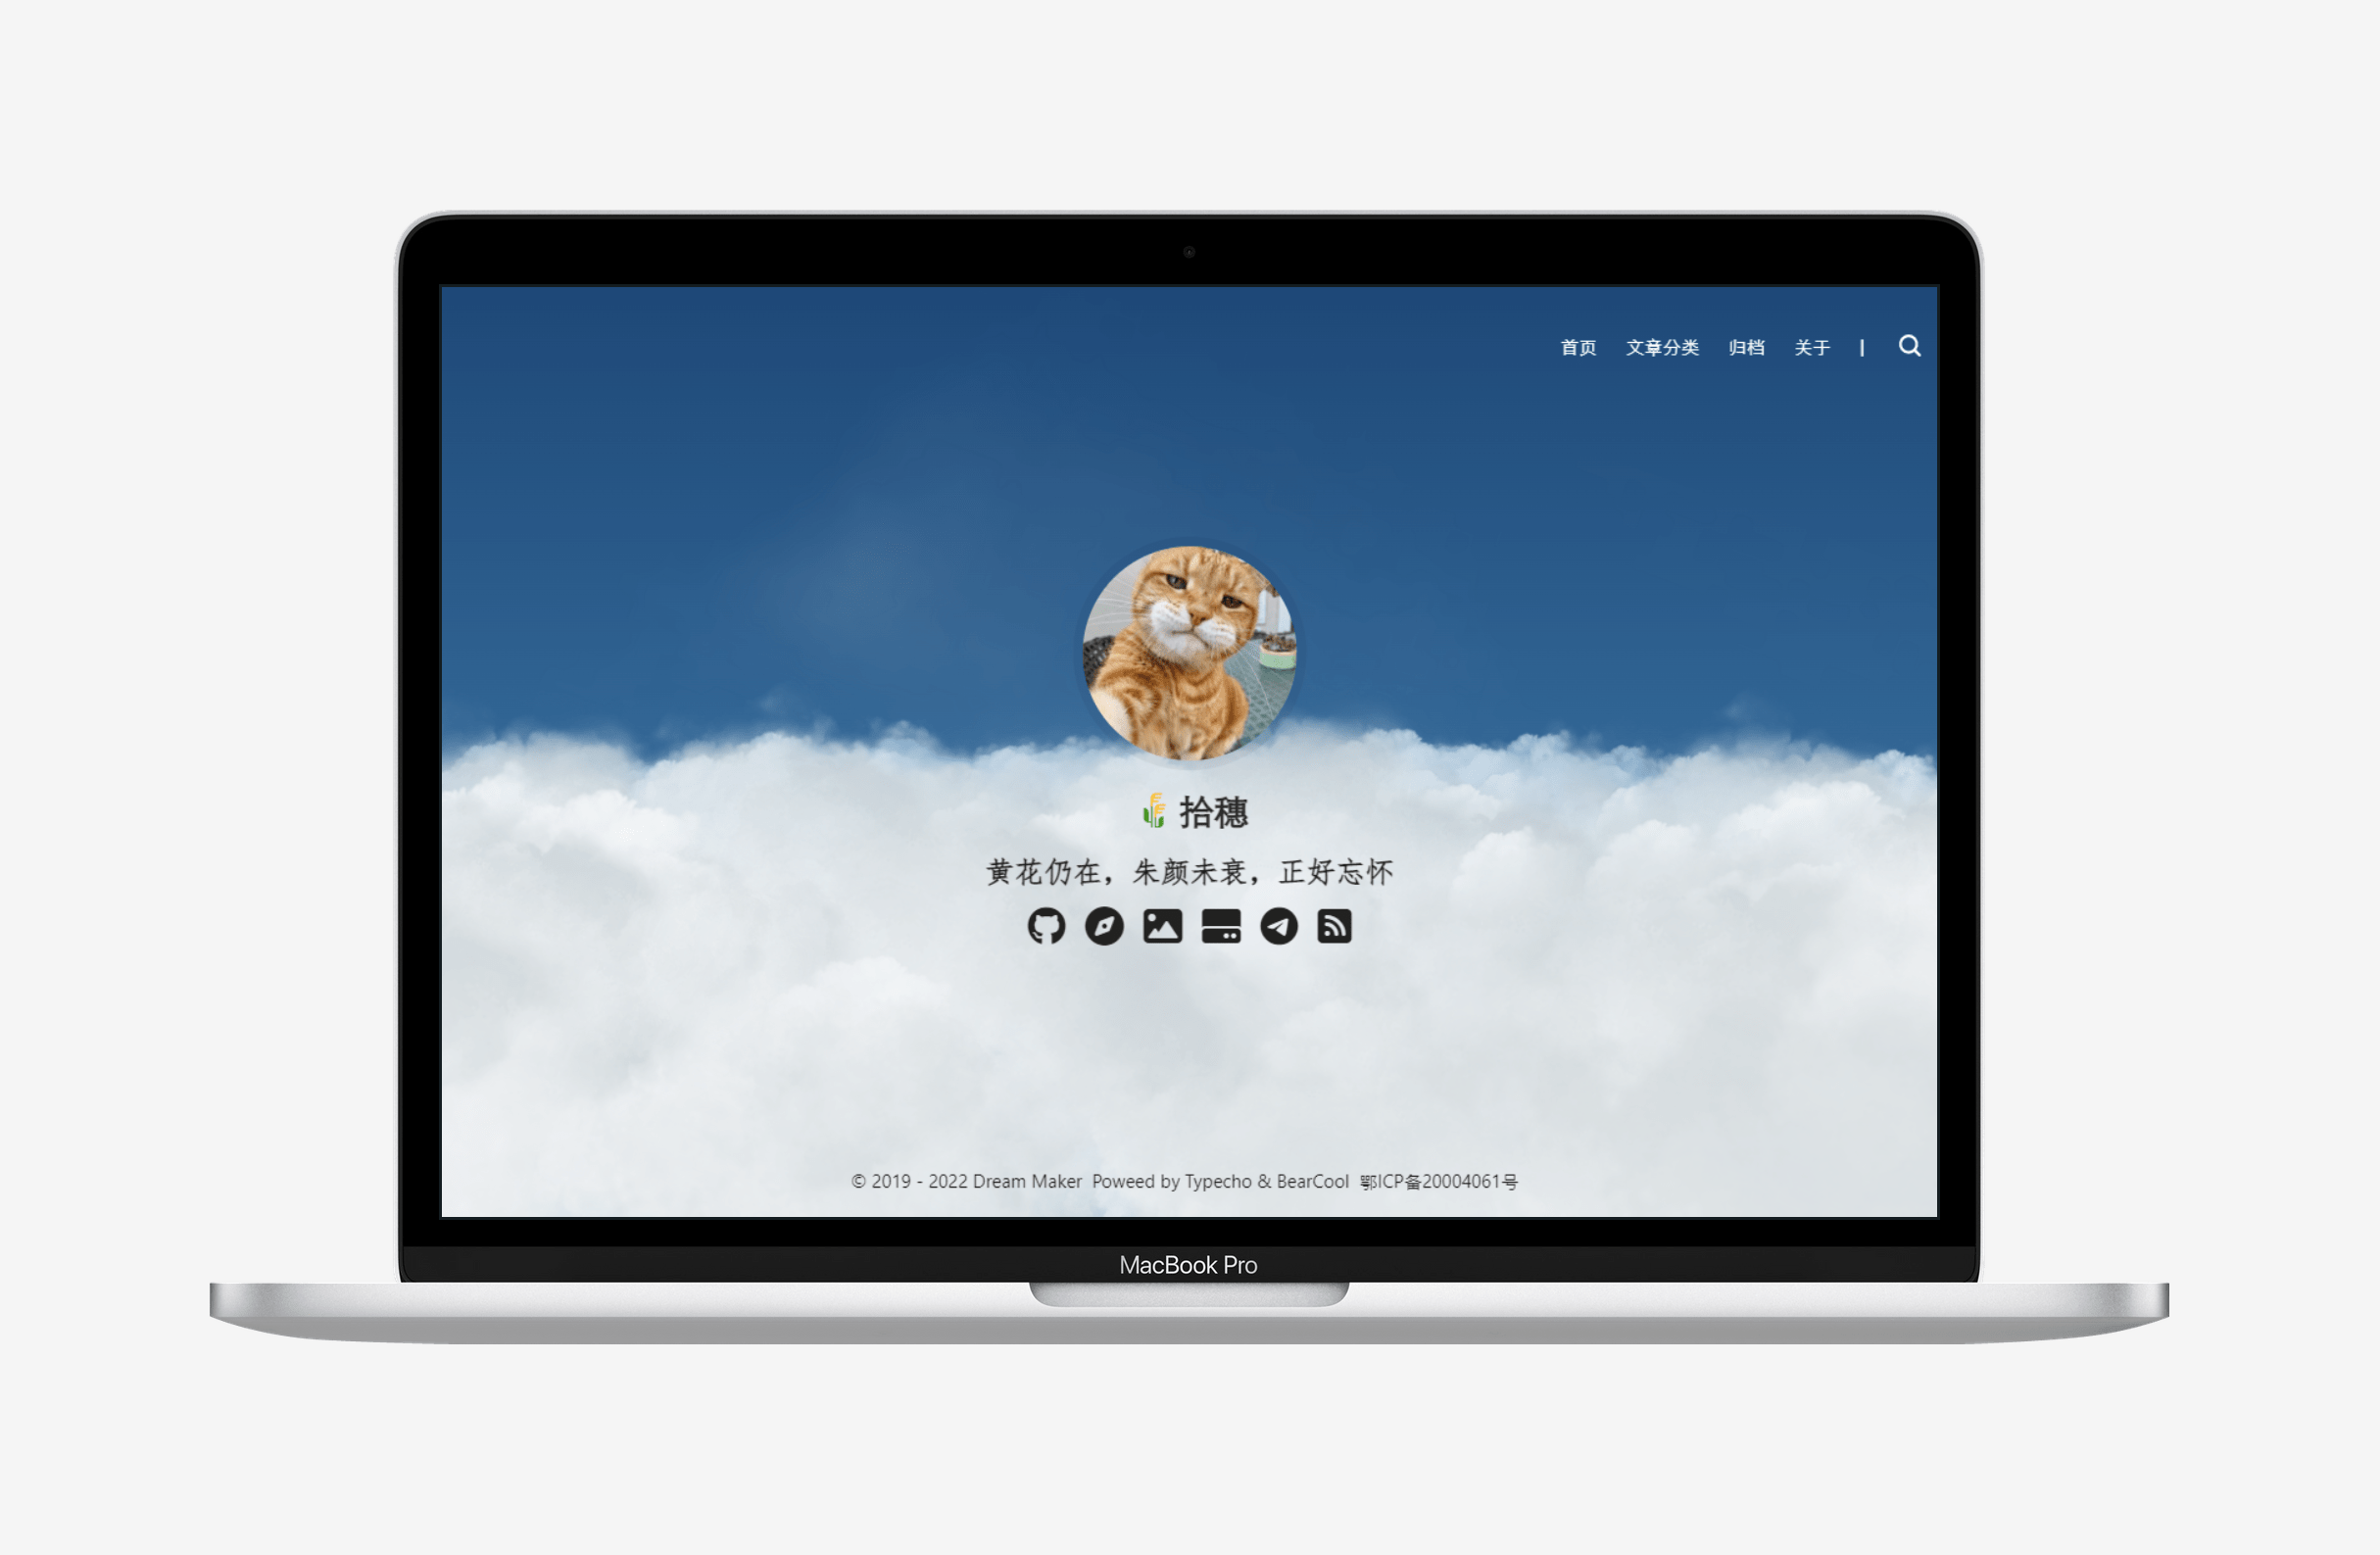 首页 文章分类 归档 关于 |
拾穗
黄花仍在，朱颜未衰，正好忘怀
© 2019 - 2022 Dream Maker Poweed by Typecho & BearCool 鄂ICP备20004061号
MacBook Pro